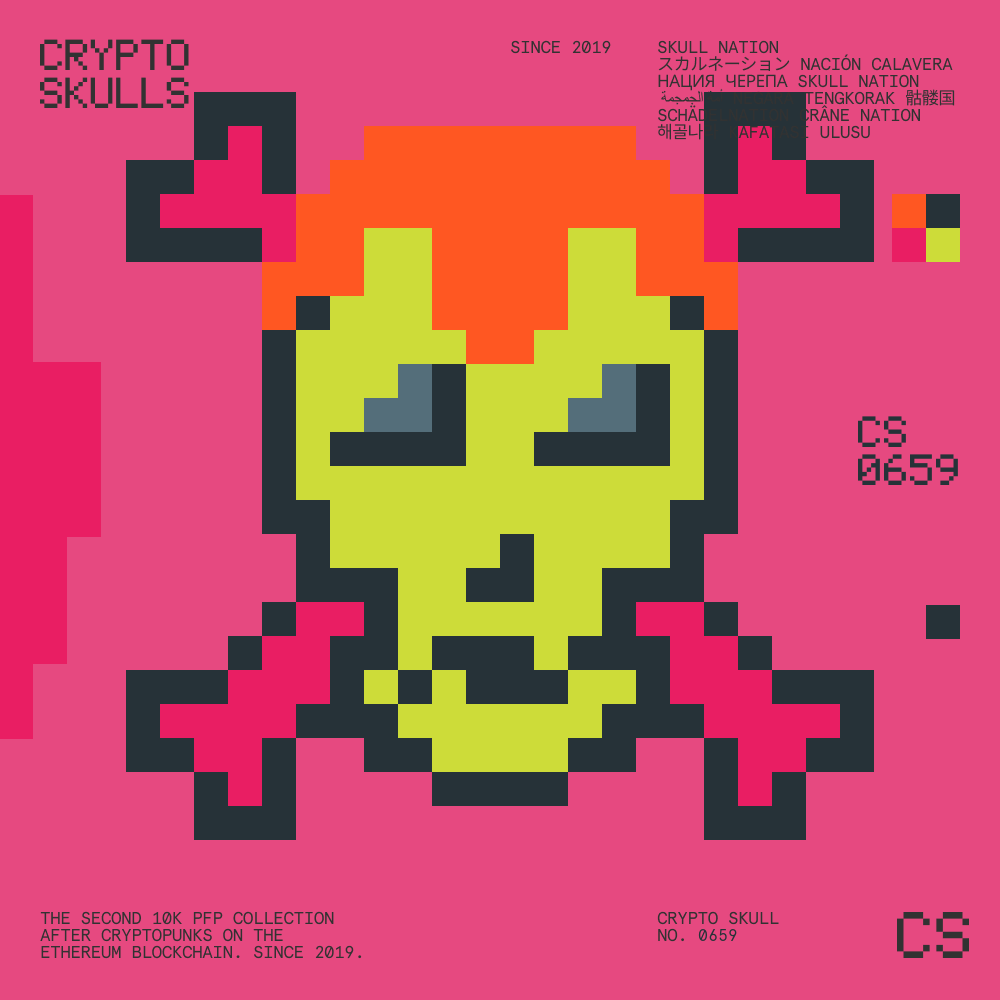 CRYPTO
SKULLS
SINCE 2019
SKULL NATION
スカルネーション NACIÓN CALAVERA
НАЦИЯ ЧЕРЕПА SKULL NATION
الجمجمة TENGKORAK 骷髅国
CRÂNE NATION
해골나 ULUSU
CS
0659
THE SECOND 10K PFP COLLECTION
AFTER CRYPTOPUNKS ON THE
ETHEREUM BLOCKCHAIN. SINCE 2019.
CRYPTO SKULL
NO. 0659
CS